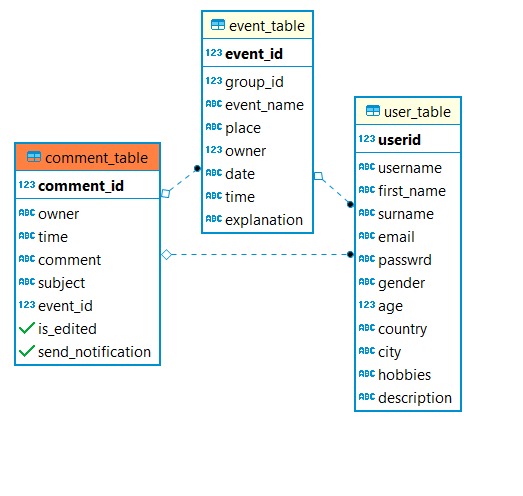 event_table
123 event_id
123 group_id
ABC event_name
ABC place
123 owner
ABC date
ABC time
ABC explanation
user_table
123 userid
ABC username
ABC first_name
ABC surname
ABC email
ABC passwrd
ABC gender
123 age
ABC country
ABC city
ABC hobbies
ABC description
comment_table
123 comment_id
ABC owner
ABC time
ABC comment
ABC subject
123 event_id
is_edited
send_notification